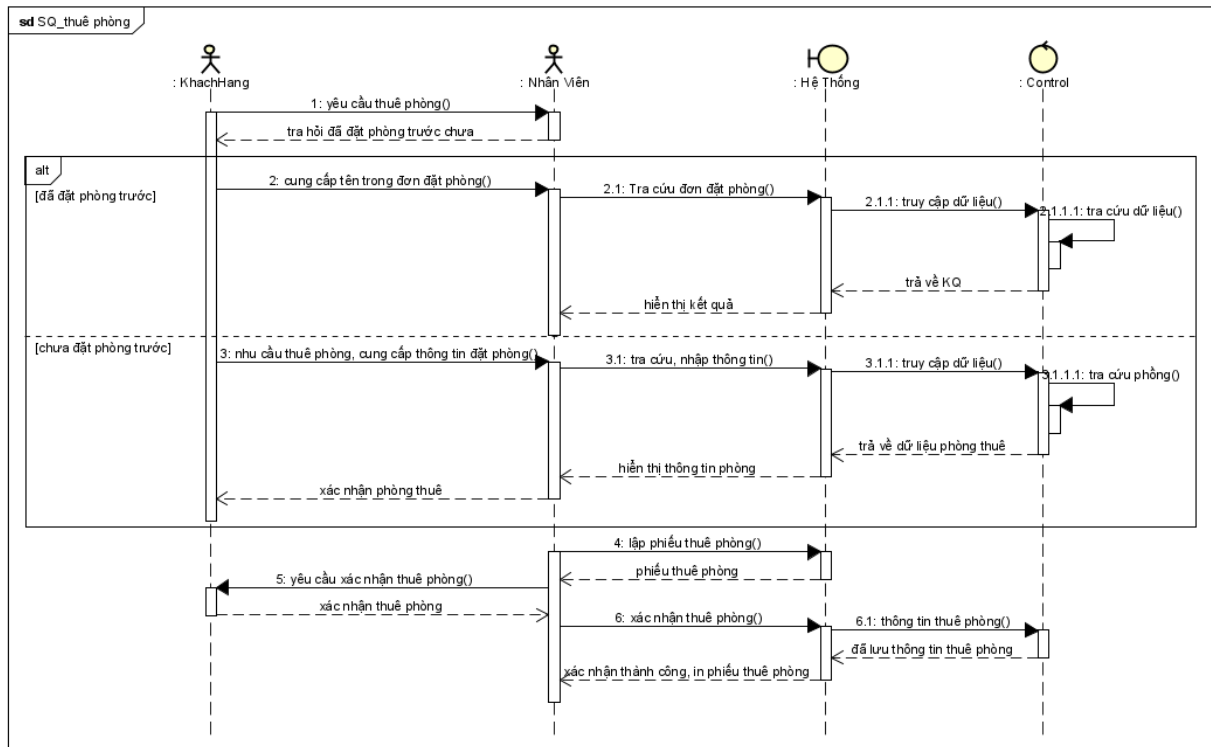 sd SQ_thuê phòng
: KhachHang
: Nhân Viên
: Hệ Thống
: Control
1: yêu cầu thuê phòng()
tra hỏi đã đặt phòng trước chưa
alt
[đã đặt phòng trước]
2: cung cấp tên trong đơn đặt phòng()
2.1: Tra cứu đơn đặt phòng()
2.1.1: truy cập dữ liệu()
2.1.1.1: tra cứu dữ liệu()
trả về KQ
hiển thị kết quả
[chưa đặt phòng trước]
3: nhu cầu thuê phòng, cung cấp thông tin đặt phòng()
3.1: tra cứu, nhập thông tin()
3.1.1: truy cập dữ liệu()
3.1.1.1: tra cứu phồng()
trả về dữ liệu phòng thuê
hiển thị thông tin phòng
xác nhận phòng thuê
4: lập phiếu thuê phòng()
phiếu thuê phòng
5: yêu cầu xác nhận thuê phòng()
xác nhận thuê phòng
6: xác nhận thuê phòng()
6.1: thông tin thuê phòng()
đã lưu thông tin thuê phòng
xác nhận thành công, in phiếu thuê phòng